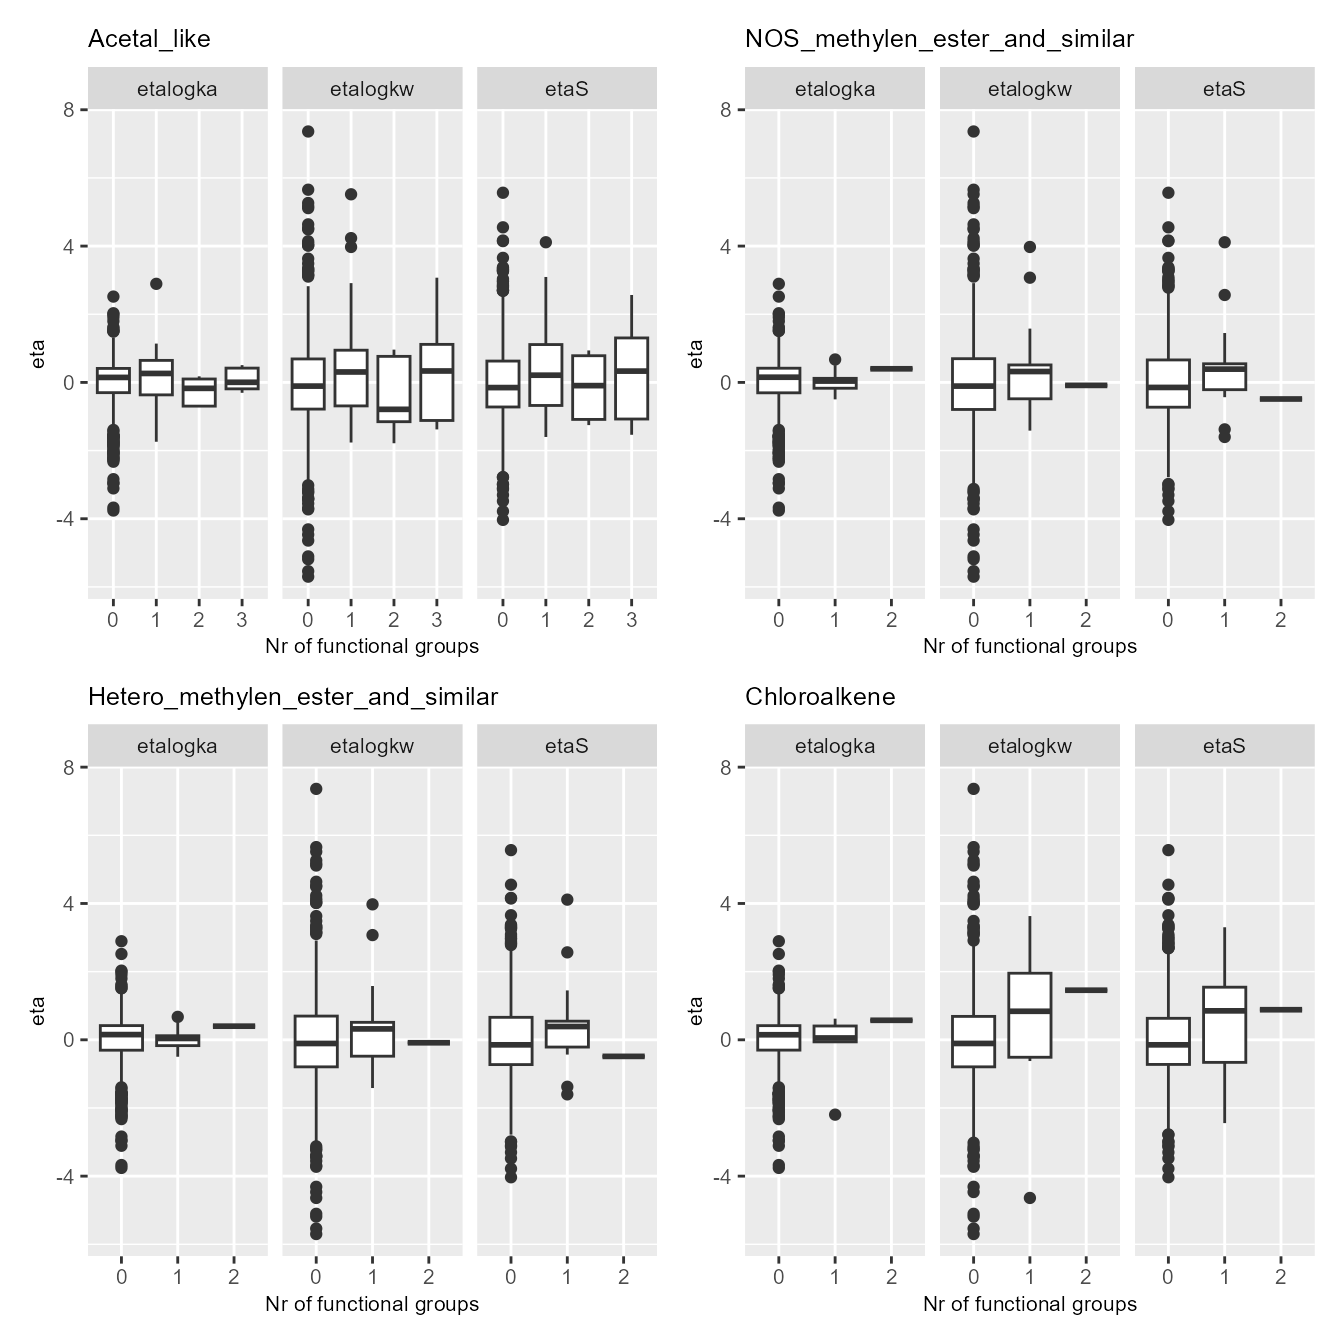 Acetal_like
etalogka etalogkw etaS
8
4
0
-4
eta
0 1 2 3 0 1 2 3 0 1 2 3
Nr of functional groups
NOS_methylen_ester_and_similar
etalogka etalogkw etaS
8
4
0
-4
eta
0 1 2 0 1 2 0 1 2
Nr of functional groups
Hetero_methylen_ester_and_similar
etalogka etalogkw etaS
8
4
0
-4
eta
0 1 2 0 1 2 0 1 2
Nr of functional groups
Chloroalkene
etalogka etalogkw etaS
8
4
0
-4
eta
0 1 2 0 1 2 0 1 2
Nr of functional groups